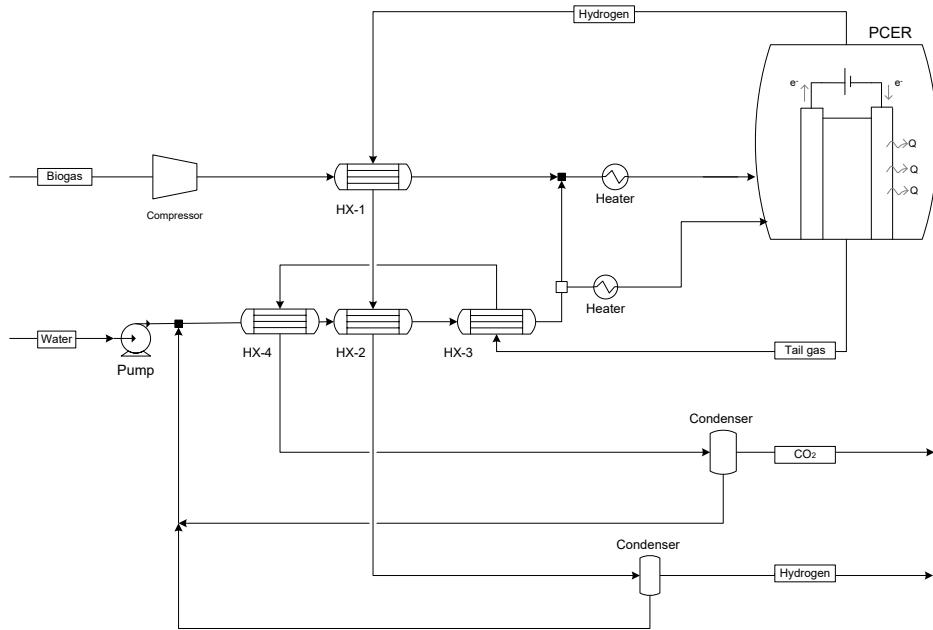 Hydrogen
PCER
e-
e-
Q
Q
Q
Biogas
Compressor
HX-1
Heater
Heater
Water
Pump
HX-4
HX-2
HX-3
Tail gas
Condenser
CO2
Condenser
Hydrogen